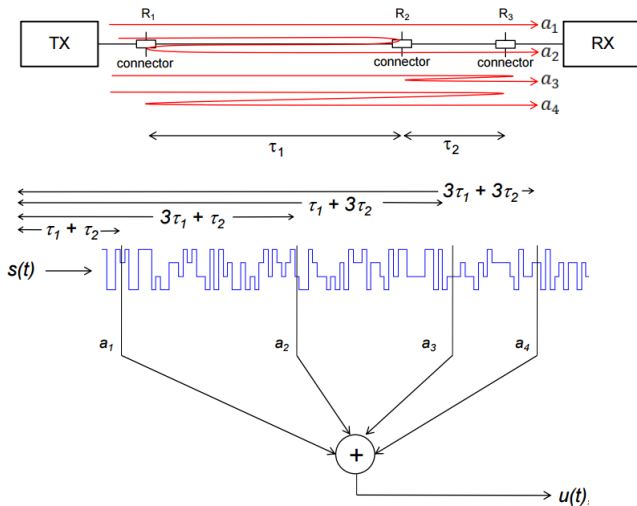 R1 R2 R3 a1
TX RX
a2
connector connector connector
a3
a4
τ1 τ2
3τ1 + 3τ2
τ1 + 3τ2
3τ1 + τ2
τ1 + τ2
s(t)
a1 a2 a3 a4
+
u(t),